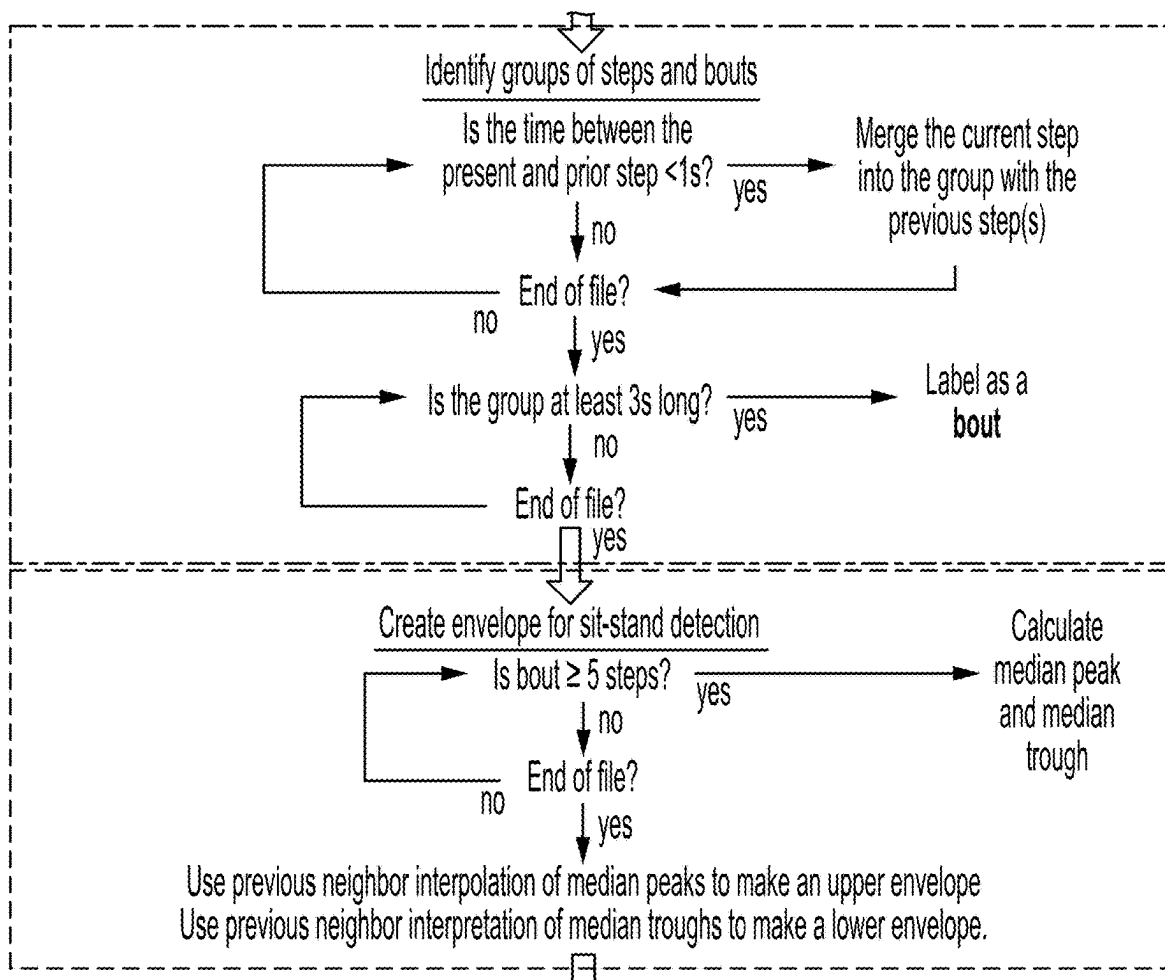 Identify groups of steps and bouts
Is the time between the
present and prior step <1s?
yes
Merge the current step
into the group with the
previous step(s)
no
End of file?
no
yes
Is the group at least 3s long?
yes
Label as a
bout
no
End of file?
yes
Create envelope for sit-stand detection
Is bout ≥ 5 steps?
yes
Calculate
median peak
and median
trough
no
End of file?
no
yes
Use previous neighbor interpolation of median peaks to make an upper envelope
Use previous neighbor interpretation of median troughs to make a lower envelope.